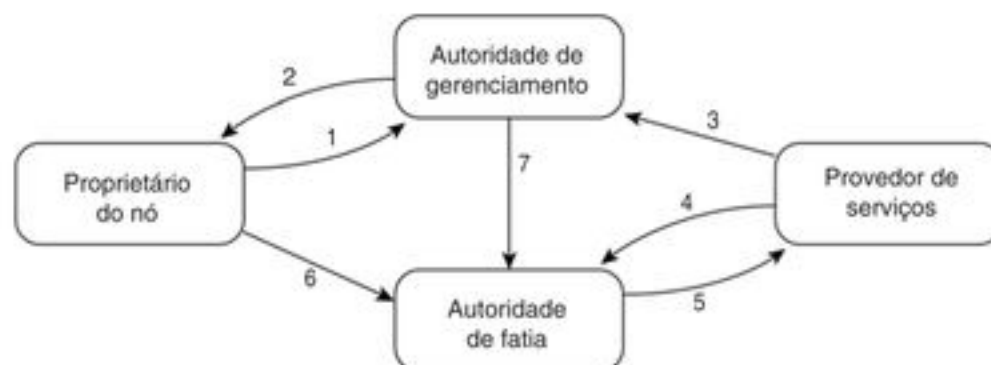 Autoridade de
gerenciamento
2
1
3
7
Proprietário
do nó
Provedor de
serviços
4
6
5
Autoridade
de fatia